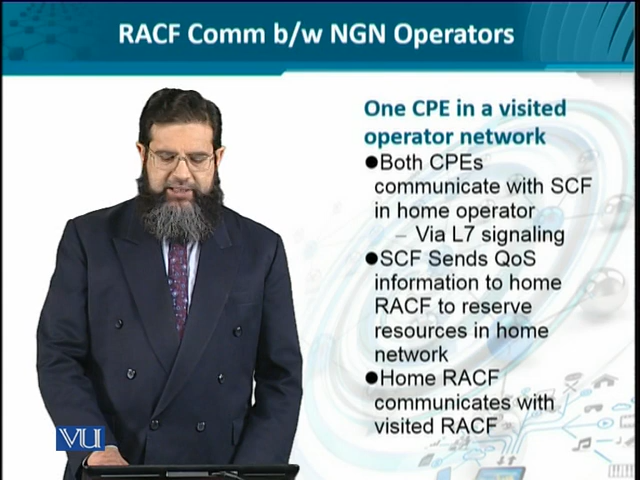 RACF Comm b/w NGN Operators
One CPE in a visited
operator network
●Both CPEs
communicate with SCF
in home operator
– Via L7 signaling
●SCF Sends QoS
information to home
RACF to reserve
resources in home
network
●Home RACF
communicates with
visited RACF
VU